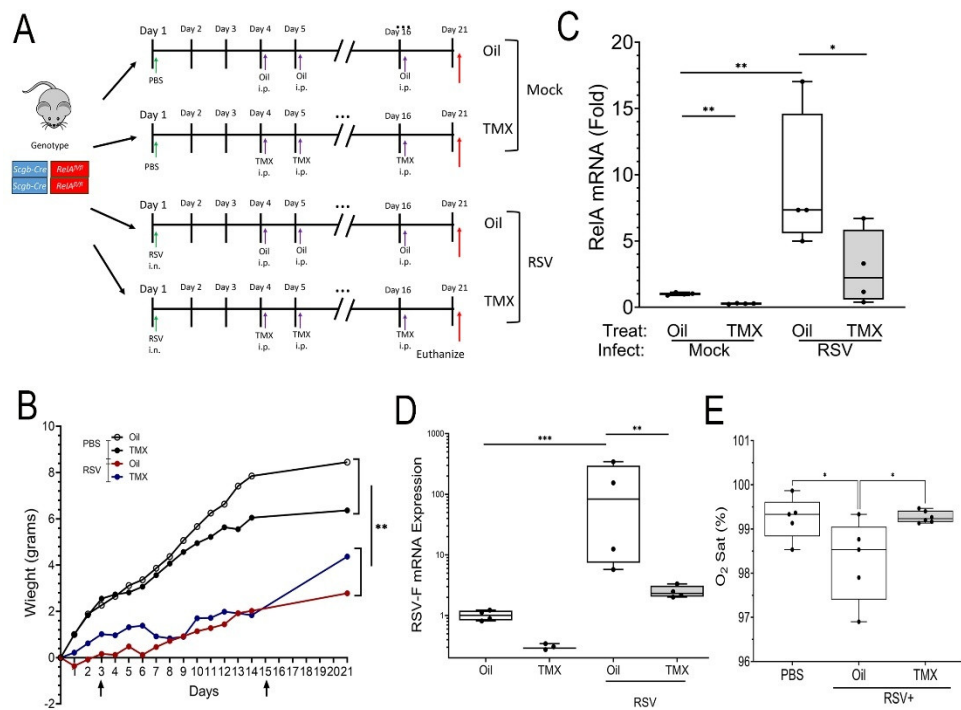 A
Day 1 Day 2 Day 3 Day 4 Day 5 ... Day 16 Day 21
PBS Oil i.p. Oil i.p. Oil i.p. Oil
Mock
Day 1 Day 2 Day 3 Day 4 Day 5 ... Day 16 Day 21
PBS TMX i.p. TMX i.p. TMX i.p. TMX
Genotype
Scgb-Cre RelAfl/fl
Scgb-Cre RelAfl/fl
Day 1 Day 2 Day 3 Day 4 Day 5 ... Day 16 Day 21
RSV i.n. Oil i.p. Oil i.p. Oil i.p. Oil
RSV
Day 1 Day 2 Day 3 Day 4 Day 5 ... Day 16 Day 21
RSV i.n. TMX i.p. TMX i.p. TMX i.p. TMX
Euthanize
C
RelA mRNA (Fold)
20
15
10
5
0
** ** *
Treat: Oil TMX Oil TMX
Infect: Mock RSV
B
Wieght (grams)
10
8
6
4
2
0
-2
PBS Oil
TMX
RSV Oil
TMX
**
1 2 3 4 5 6 7 8 9 10 11 12 13 14 15 16 17 18 19 20 21
Days
D
RSV-F mRNA Expression
1000
100
10
1
*** **
Oil TMX Oil TMX
RSV
E
O2 Sat (%)
101
100
99
98
97
96
* *
PBS Oil TMX
RSV+